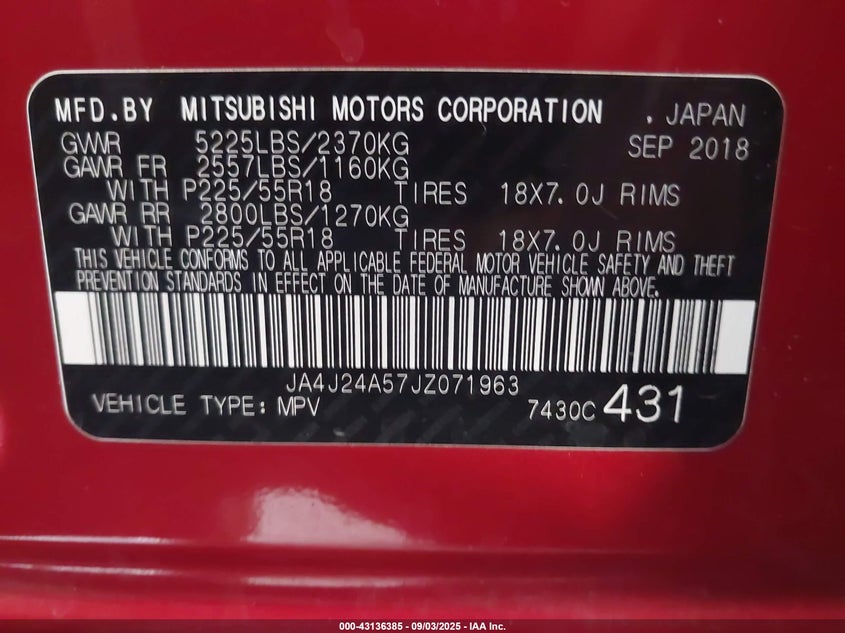 MFD.BY MITSUBISHI MOTORS CORPORATION . JAPAN
GVWR 5225LBS/2370KG SEP 2018
GAWR FR 2557LBS/1160KG
WITH P225/55R18 TIRES 18X7.0J RIMS
GAWR RR 2800LBS/1270KG
WITH P225/55R18 TIRES 18X7.0J RIMS
THIS VEHICLE CONFORMS TO ALL APPLICABLE FEDERAL MOTOR VEHICLE SAFETY AND THEFT
PREVENTION STANDARDS IN EFFECT ON THE DATE OF MANUFACTURE SHOWN ABOVE.
JA4J24A57JZ071963
VEHICLE TYPE: MPV 7430C 431
000-43136385 - 09/03/2025 - IAA Inc.